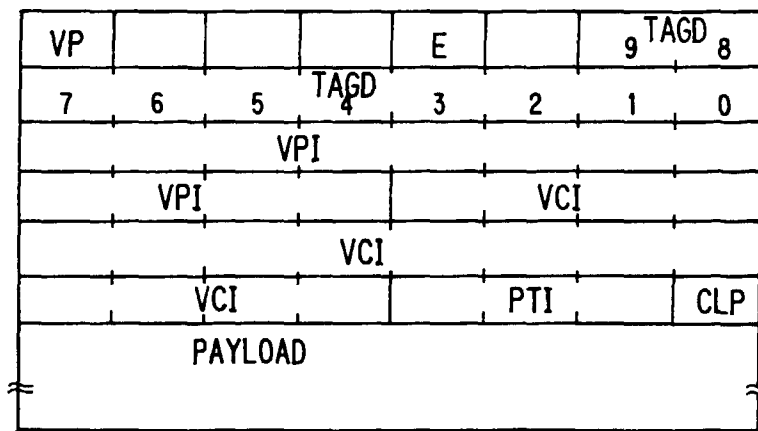 VP E 9 TAGD 8
TAGD
7 6 5 4 3 2 1 0
VPI
VPI VCI
VCI
VCI PTI CLP
PAYLOAD